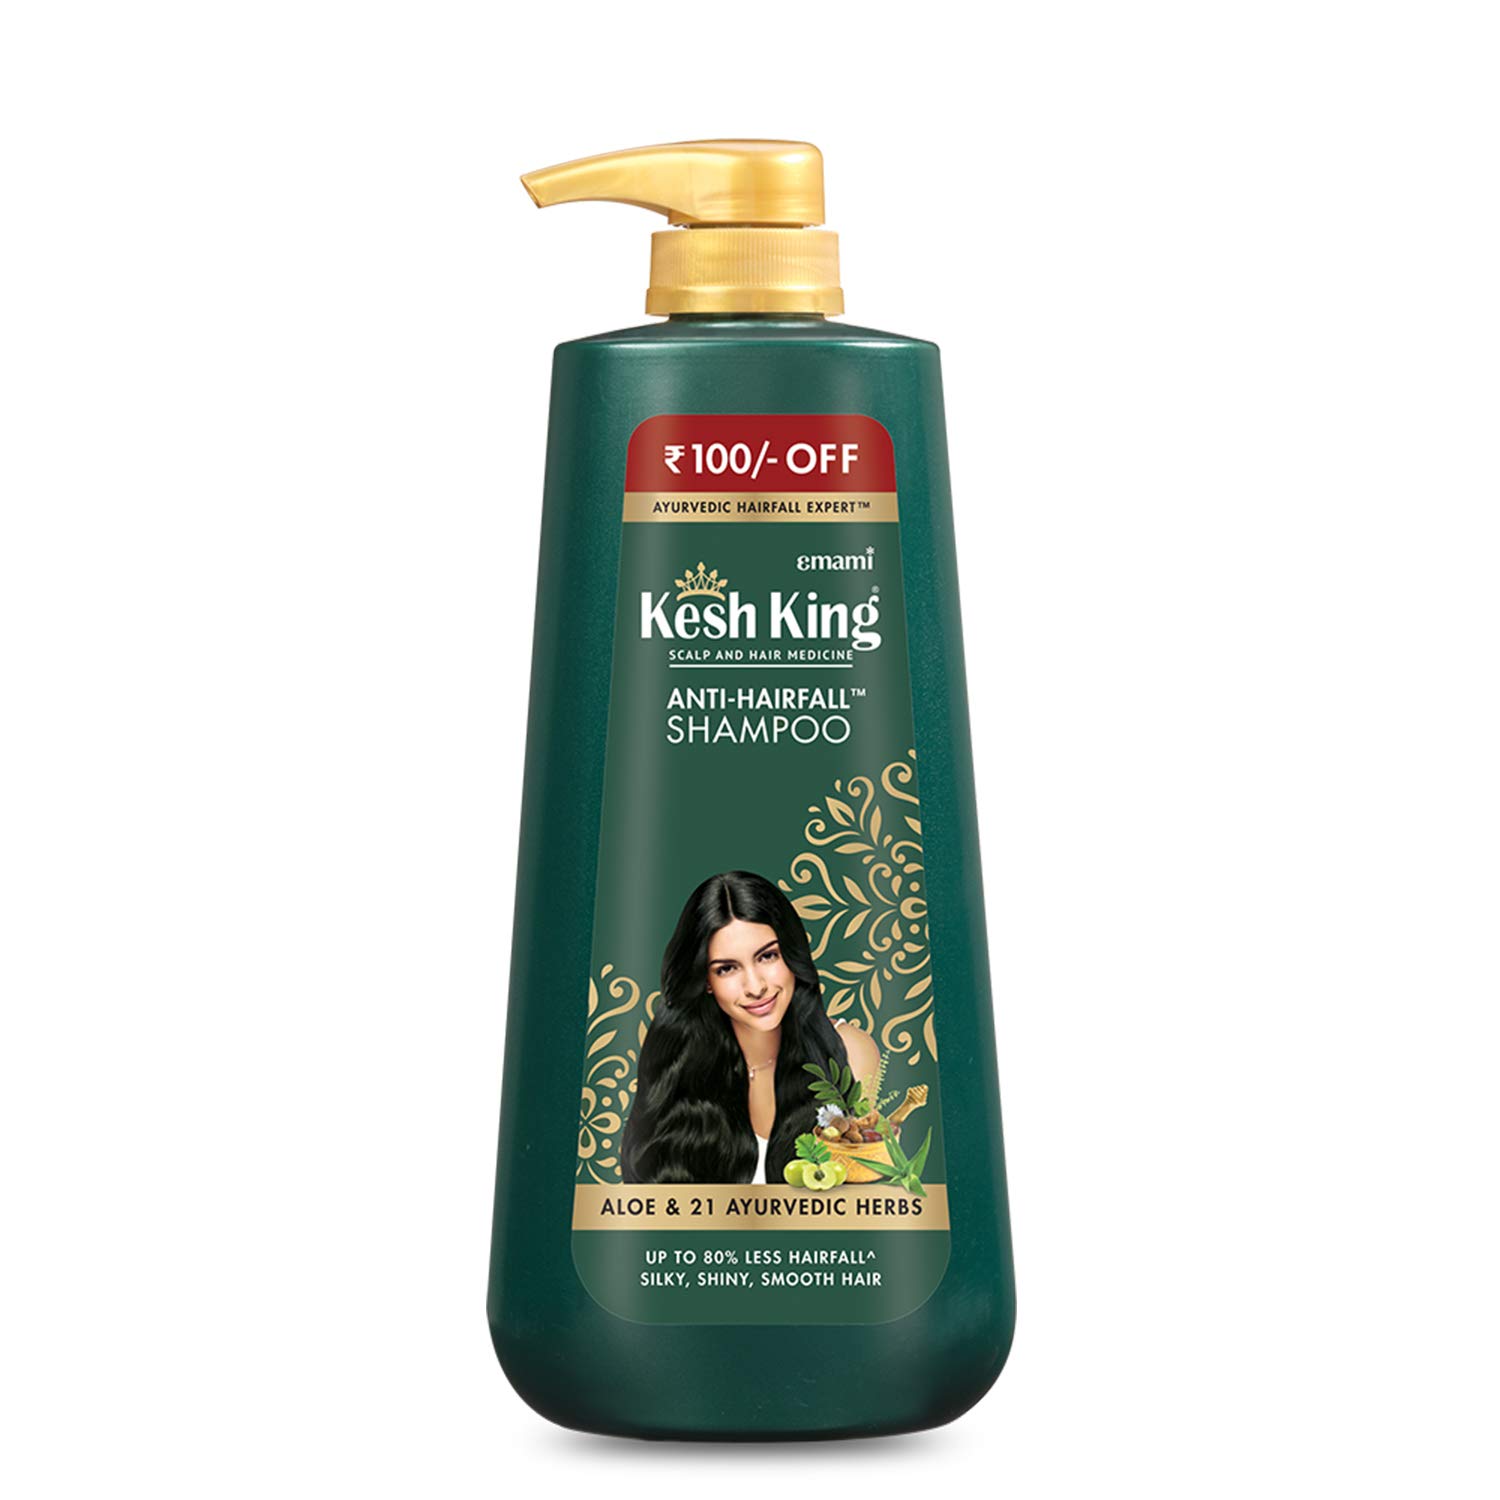 ₹100/- OFF
AYURVEDIC HAIRFALL EXPERT™
emami*
Kesh King®
SCALP AND HAIR MEDICINE
ANTI-HAIRFALL™
SHAMPOO
ALOE & 21 AYURVEDIC HERBS
UP TO 80% LESS HAIRFALL^
SILKY, SHINY, SMOOTH HAIR